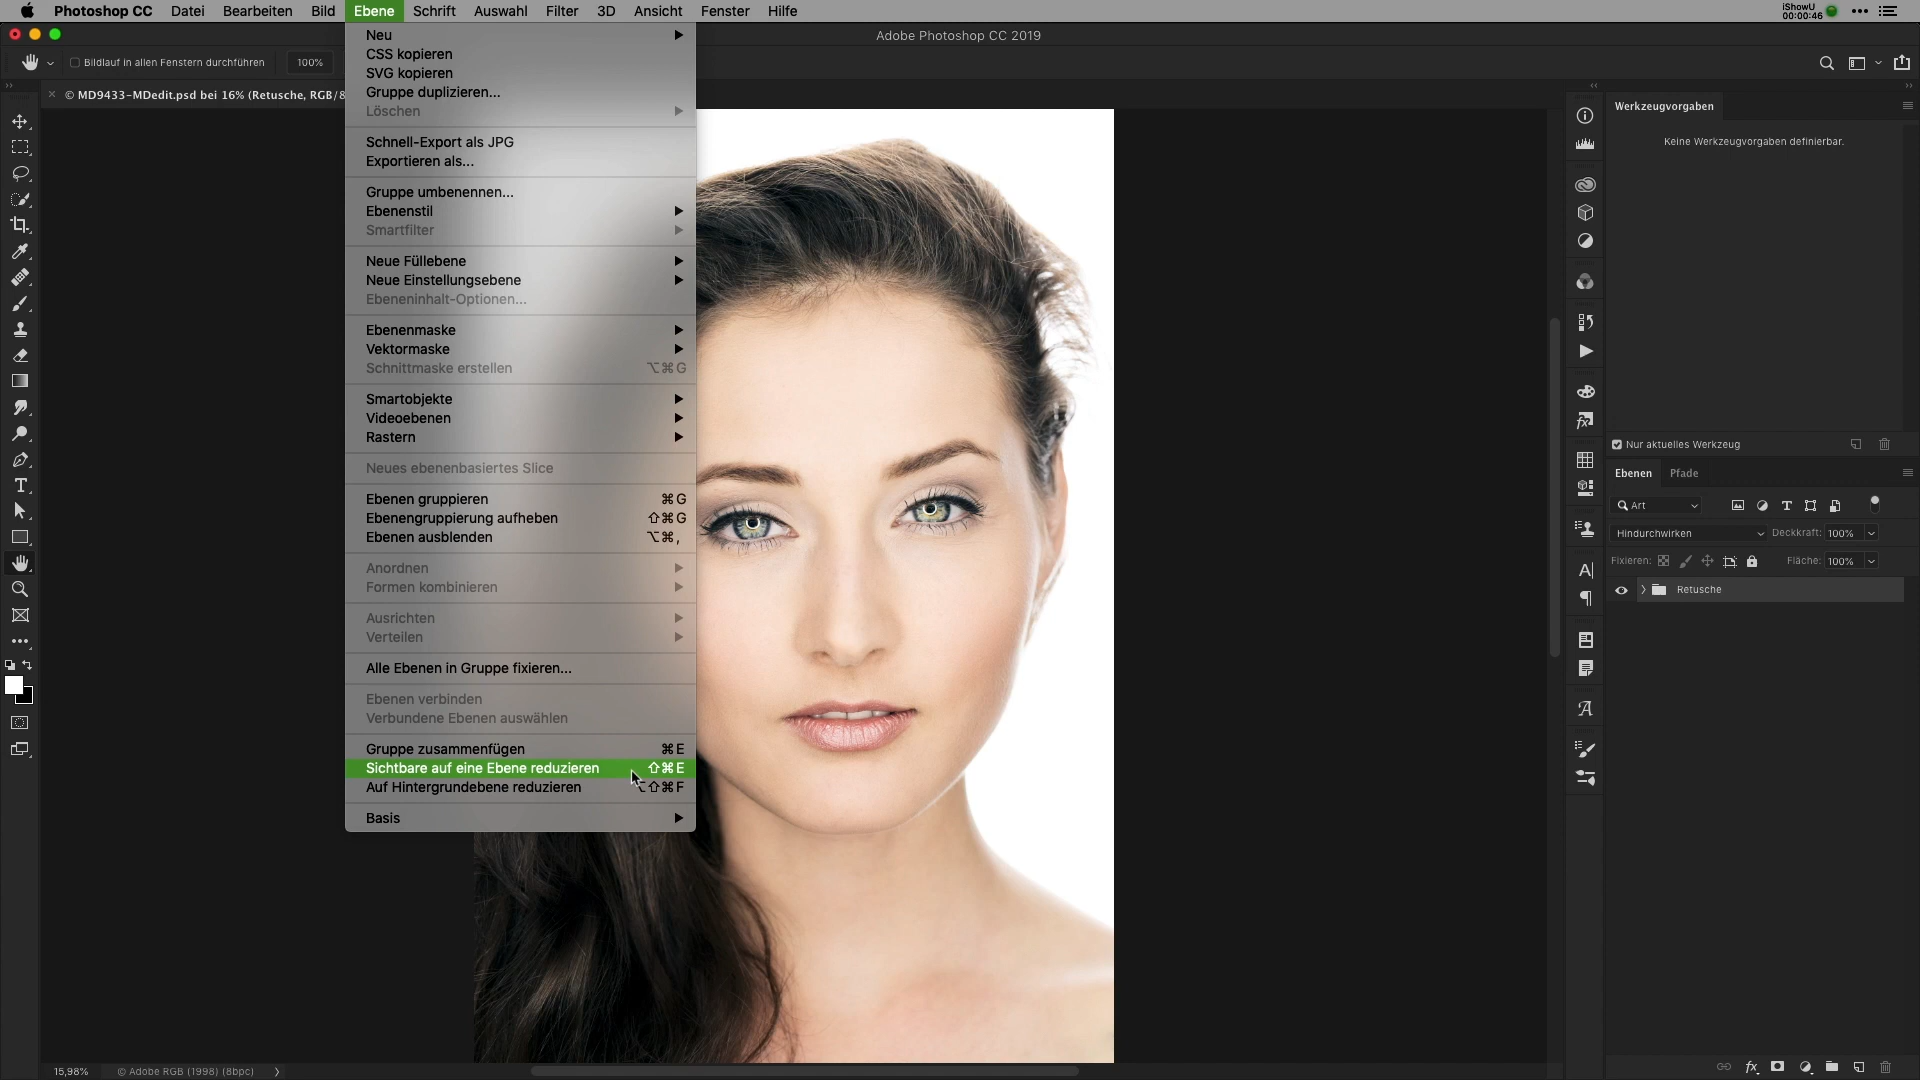 Photoshop CC Datei Bearbeiten Bild Ebene Schrift Auswahl Filter 3D Ansicht Fenster Hilfe
iShowU
00:00:46
Adobe Photoshop CC 2019
Bildlauf in allen Fenstern durchführen 100%
© MD9433-MDedit.psd bei 16% (Retusche, RGB/8
Neu
CSS kopieren
SVG kopieren
Gruppe duplizieren...
Löschen
Schnell-Export als JPG
Exportieren als...
Gruppe umbenennen...
Ebenenstil
Smartfilter
Neue Füllebene
Neue Einstellungsebene
Ebeneninhalt-Optionen...
Ebenenmaske
Vektormaske
Schnittmaske erstellen ⌥⌘G
Smartobjekte
Videoebenen
Rastern
Neues ebenenbasiertes Slice
Ebenen gruppieren ⌘G
Ebenengruppierung aufheben ⇧⌘G
Ebenen ausblenden ⌥⌘,
Anordnen
Formen kombinieren
Ausrichten
Verteilen
Alle Ebenen in Gruppe fixieren...
Ebenen verbinden
Verbundene Ebenen auswählen
Gruppe zusammenfügen ⌘E
Sichtbare auf eine Ebene reduzieren ⇧⌘E
Auf Hintergrundebene reduzieren ⌥⇧⌘F
Basis
Werkzeugvorgaben
Keine Werkzeugvorgaben definierbar.
Nur aktuelles Werkzeug
Ebenen Pfade
Art
Hindurchwirken Deckkraft: 100%
Fixieren: Fläche: 100%
Retusche
15,98% © Adobe RGB (1998) (8bpc)